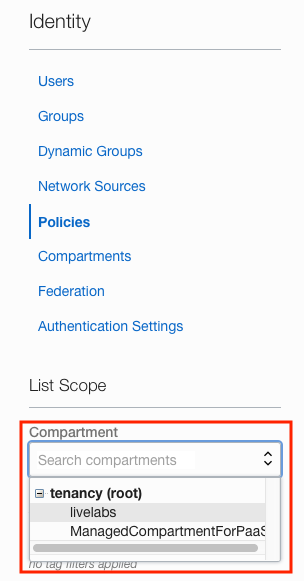 Identity
Users
Groups
Dynamic Groups
Network Sources
Policies
Compartments
Federation
Authentication Settings
List Scope
Compartment
Search compartments
tenancy (root)
livelabs
ManagedCompartmentForPaaS
no tag filters applied